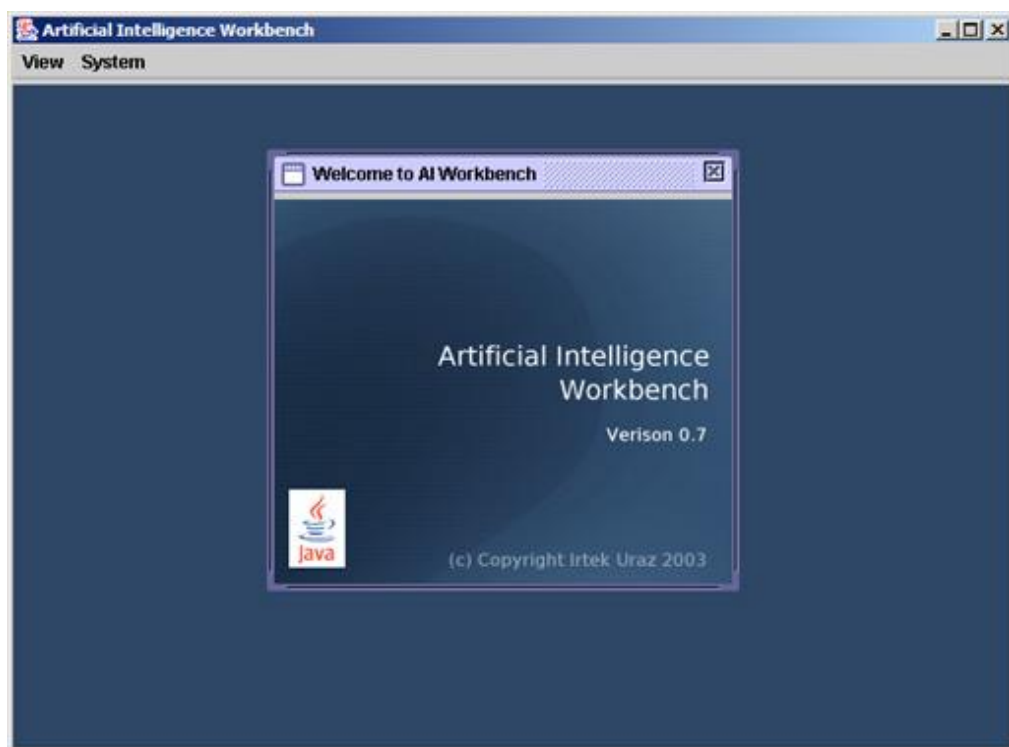 Artificial Intelligence Workbench
View System
Welcome to AI Workbench
Artificial Intelligence
Workbench
Verison 0.7
Java
(c) Copyright Irtek Uraz 2003